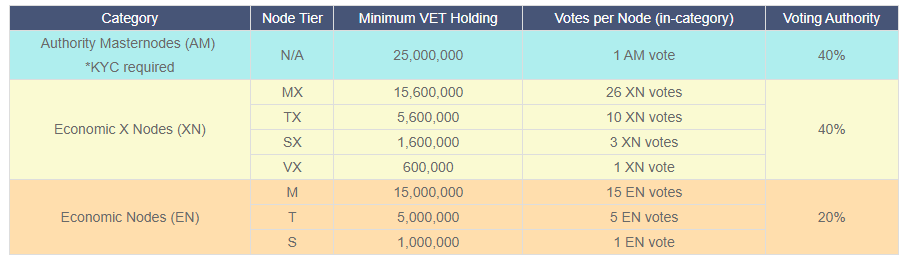 Category Node Tier Minimum VET Holding Votes per Node (in-category) Voting Authority
Authority Masternodes (AM)
*KYC required
N/A 25,000,000 1 AM vote 40%
Economic X Nodes (XN)
MX 15,600,000 26 XN votes
TX 5,600,000 10 XN votes
SX 1,600,000 3 XN votes
VX 600,000 1 XN vote
40%
Economic Nodes (EN)
M 15,000,000 15 EN votes
T 5,000,000 5 EN votes
S 1,000,000 1 EN vote
20%